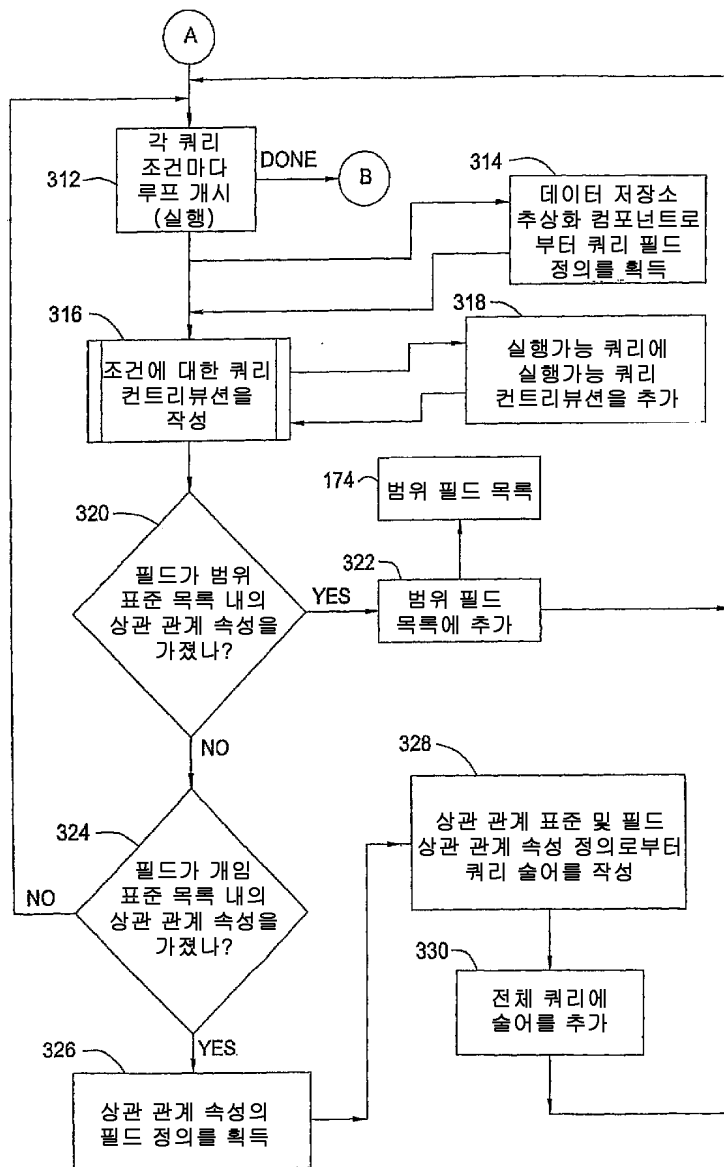 A
312
각 쿼리
조건마다
루프 개시
(실행)
DONE
B
314
데이터 저장소
추상화 컴포넌트로
부터 쿼리 필드
정의를 획득
316
조건에 대한 쿼리
컨트리뷰션을
작성
318
실행가능 쿼리에
실행가능 쿼리
컨트리뷰션을 추가
320
필드가 범위
표준 목록 내의
상관 관계 속성을
가졌나?
YES
174
범위 필드 목록
322
범위 필드
목록에 추가
NO
324
필드가 개입
표준 목록 내의
상관 관계 속성을
가졌나?
NO
YES.
326
상관 관계 속성의
필드 정의를 획득
328
상관 관계 표준 및 필드
상관 관계 속성 정의로부터
쿼리 술어를 작성
330
전체 쿼리에
술어를 추가